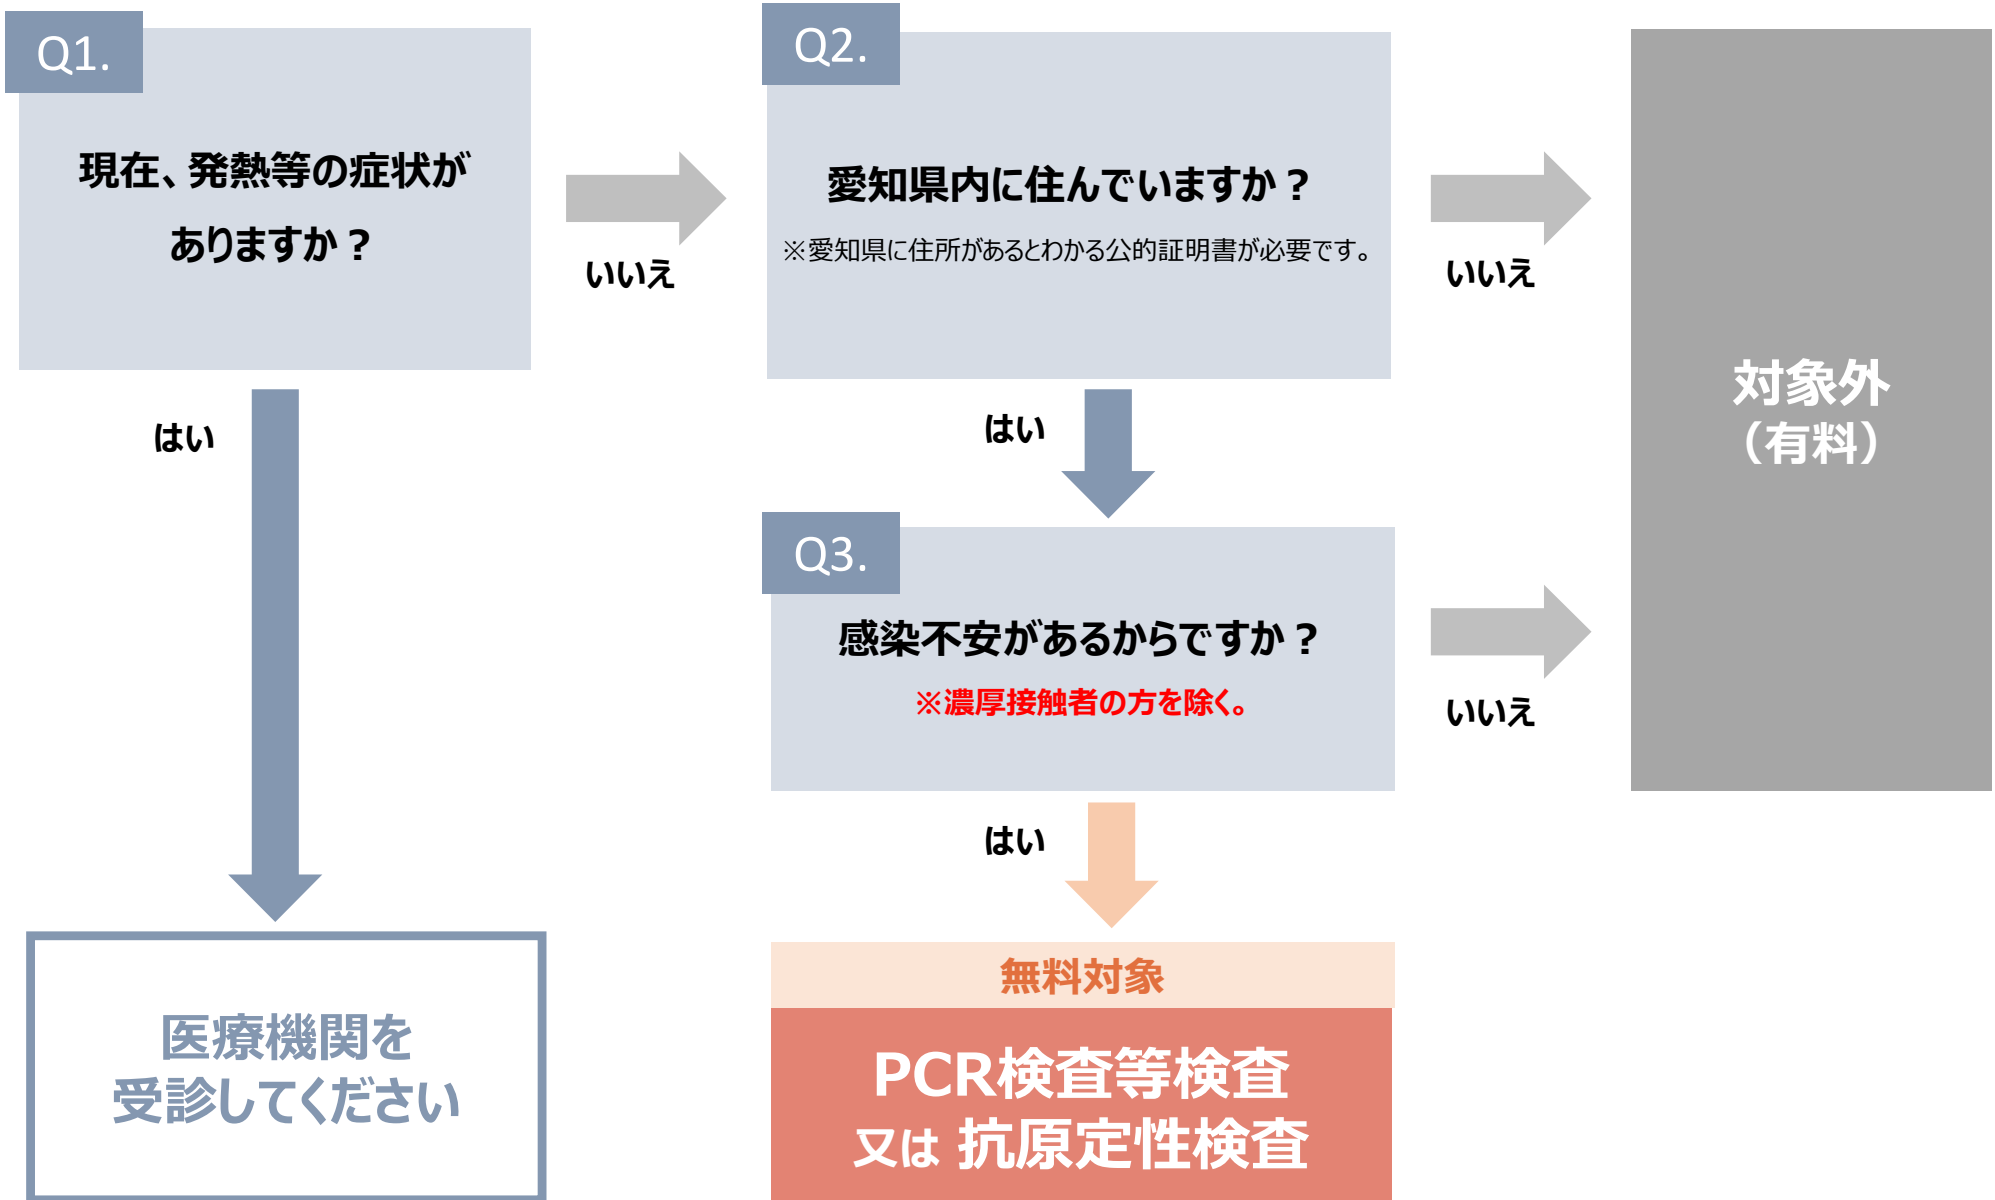 Q1.
現在、発熱等の症状が
ありますか？
いいえ
はい
医療機関を
受診してください
Q2.
愛知県内に住んでいますか？
※愛知県に住所があるとわかる公的証明書が必要です。
いいえ
はい
Q3.
感染不安があるからですか？
※濃厚接触者の方を除く。
いいえ
はい
無料対象
PCR検査等検査
又は 抗原定性検査
対象外
（有料）